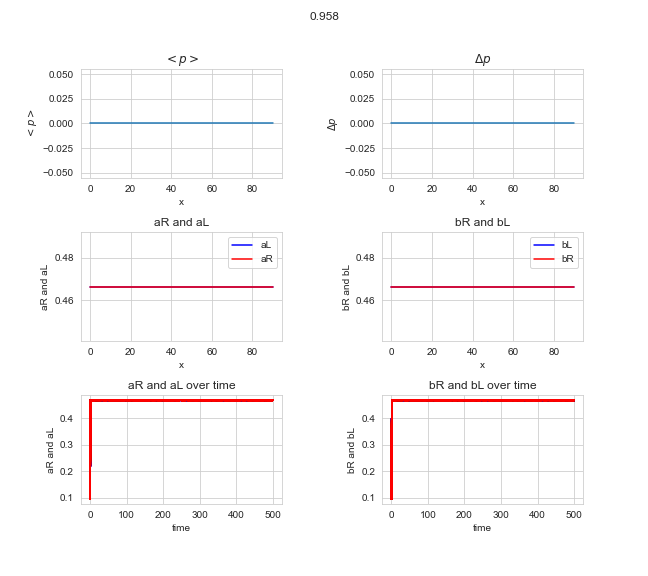 0.958
< p >
Δp
0.050
0.025
0.000
−0.025
−0.050
< p >
0 20 40 60 80
x
0.050
0.025
0.000
−0.025
−0.050
Δp
0 20 40 60 80
x
aR and aL
bR and bL
0.48
0.46
aR and aL
aL
aR
0 20 40 60 80
x
0.48
0.46
bR and bL
bL
bR
0 20 40 60 80
x
aR and aL over time
bR and bL over time
0.4
0.3
0.2
0.1
aR and aL
0 100 200 300 400 500
time
0.4
0.3
0.2
0.1
bR and bL
0 100 200 300 400 500
time